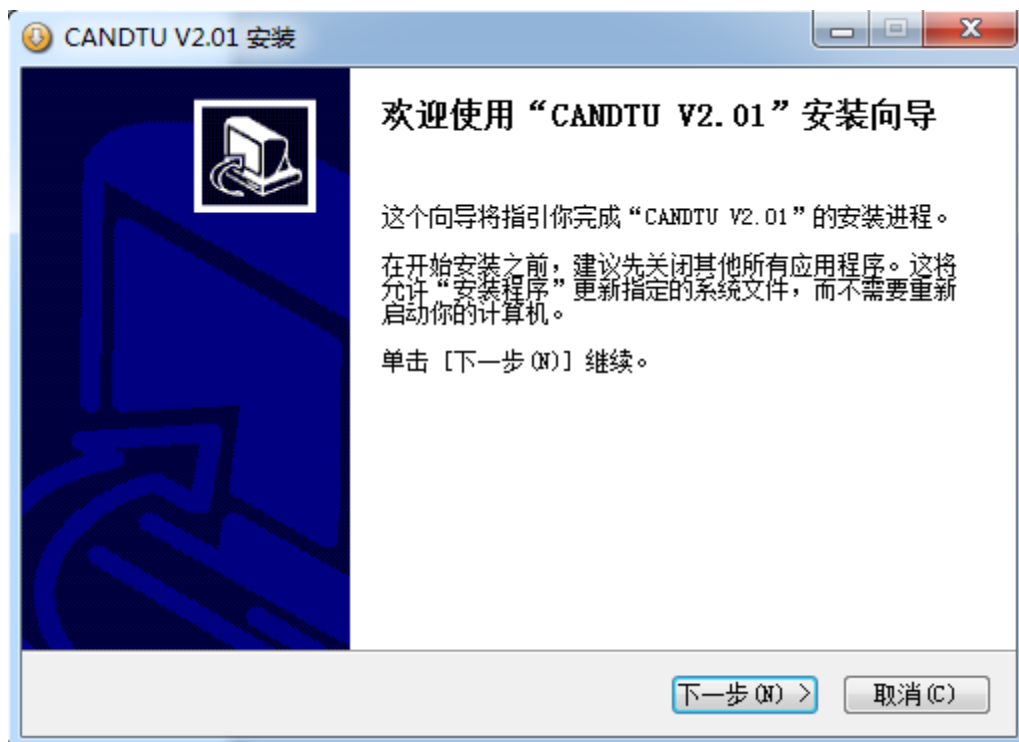 CANDTU V2.01 安装
欢迎使用“CANDTU V2.01”安装向导
这个向导将指引你完成“CANDTU V2.01”的安装进程。
在开始安装之前，建议先关闭其他所有应用程序。这将
允许“安装程序”更新指定的系统文件，而不需要重新
启动你的计算机。
单击 [下一步(N)] 继续。
下一步(N) >
取消(C)